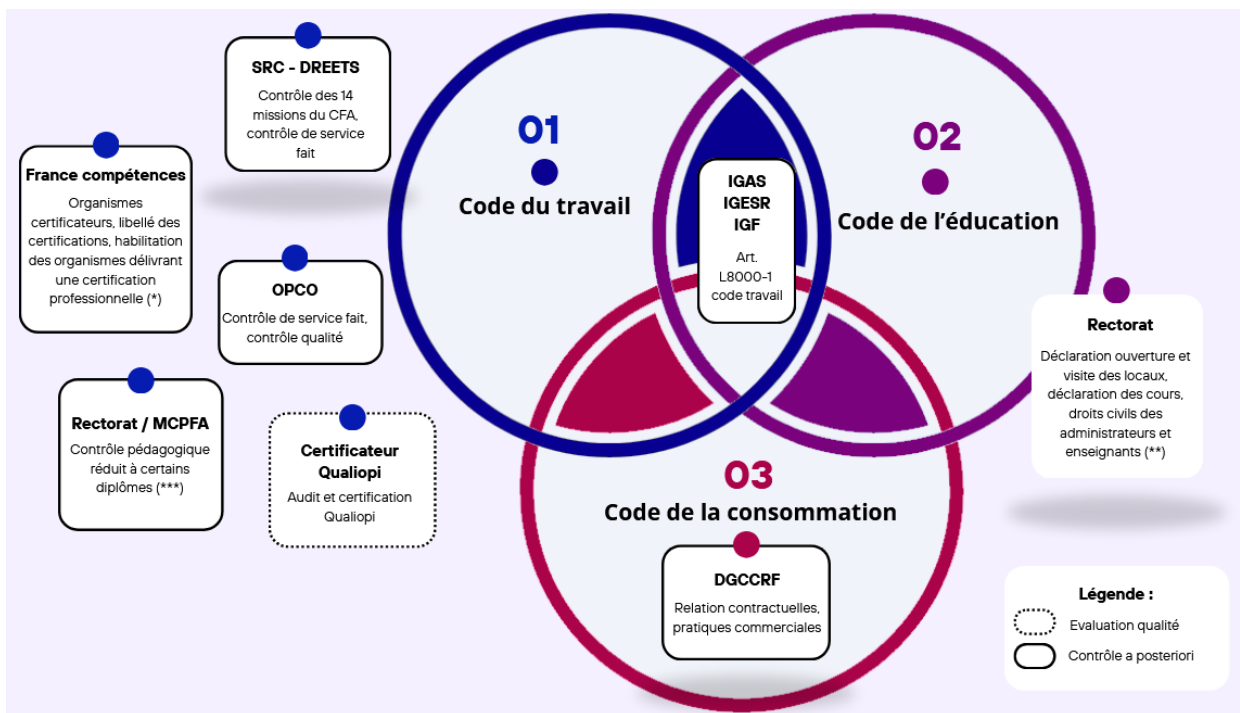 SRC - DREETS
Contrôle des 14
missions du CFA,
contrôle de service
fait
France compétences
Organismes
certificateurs, libellé des
certifications, habilitation
des organismes délivrant
une certification
professionnelle (*)
OPCO
Contrôle de service fait,
contrôle qualité
Rectorat / MCPFA
Contrôle pédagogique
réduit à certains
diplômes (***)
Certificateur
Qualiopi
Audit et certification
Qualiopi
01
Code du travail
IGAS
IGESR
IGF
Art.
L8000-1
code travail
02
Code de l’éducation
Rectorat
Déclaration ouverture et
visite des locaux,
déclaration des cours,
droits civils des
administrateurs et
enseignants (**)
03
Code de la consommation
DGCCRF
Relation contractuelles,
pratiques commerciales
Légende :
Evaluation qualité
Contrôle a posteriori